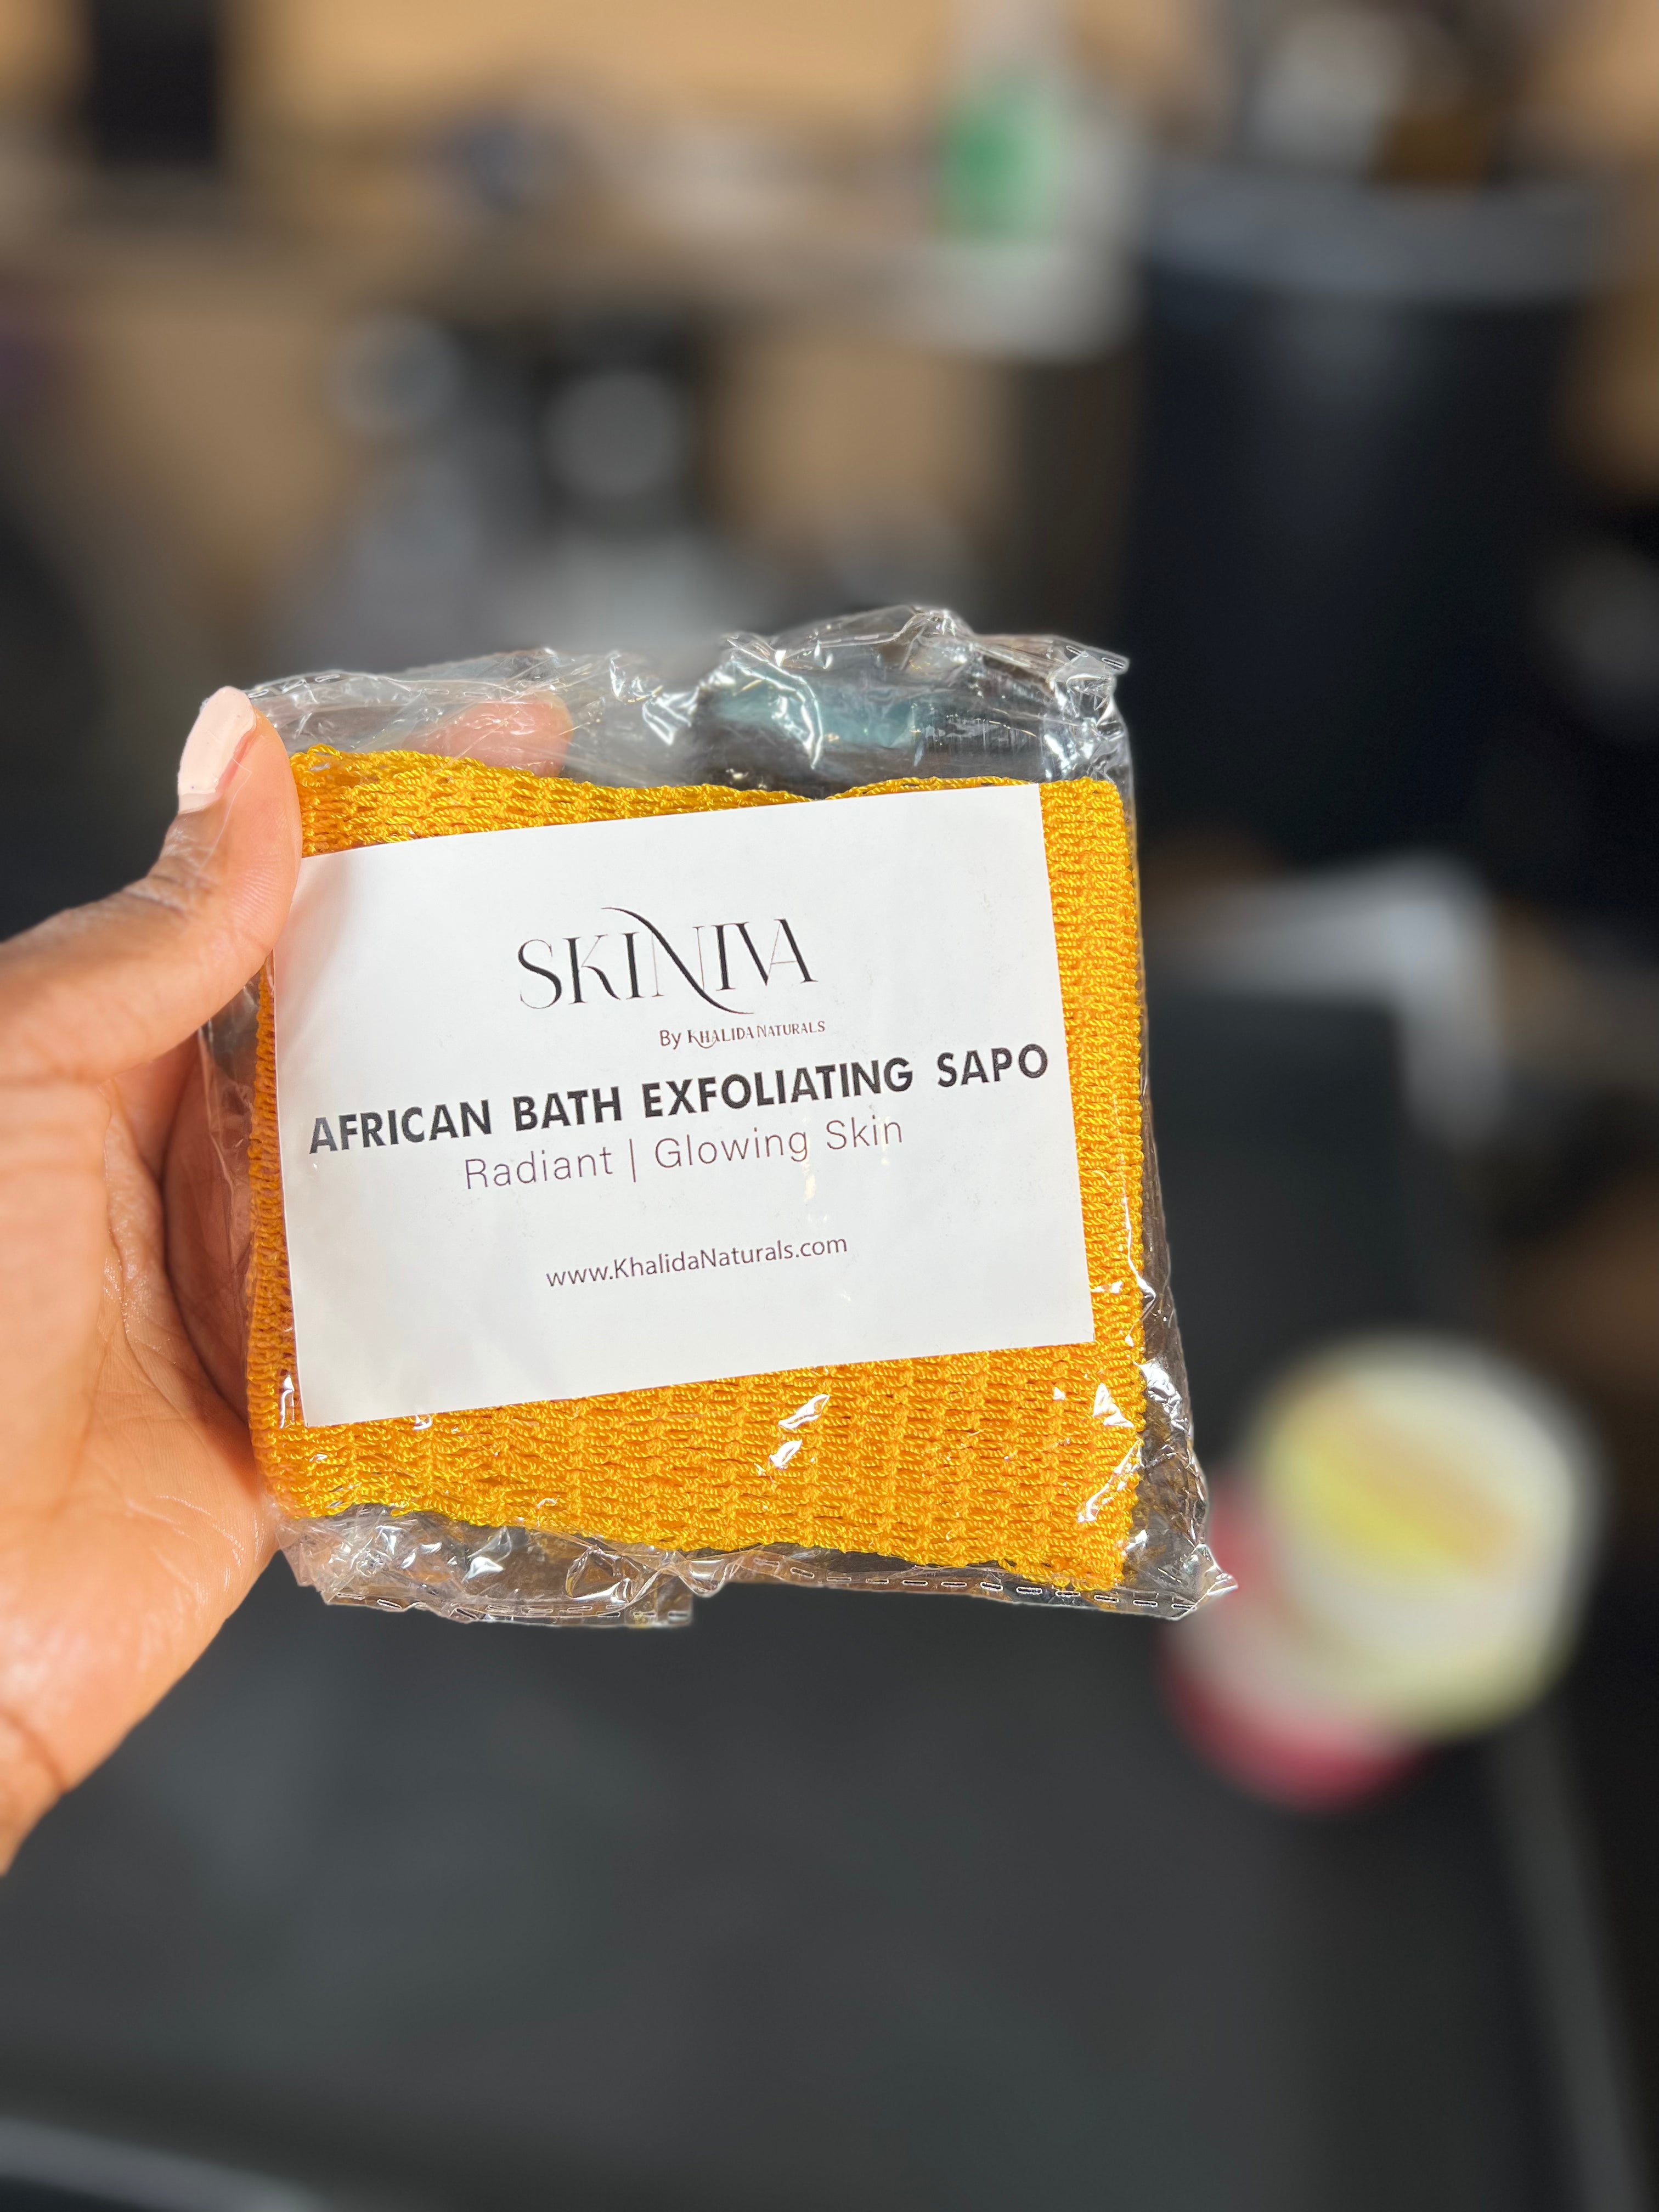 SKINIVA
By KHALIDA NATURALS
AFRICAN BATH EXFOLIATING SAPO
Radiant | Glowing Skin
www.KhalidaNaturals.com